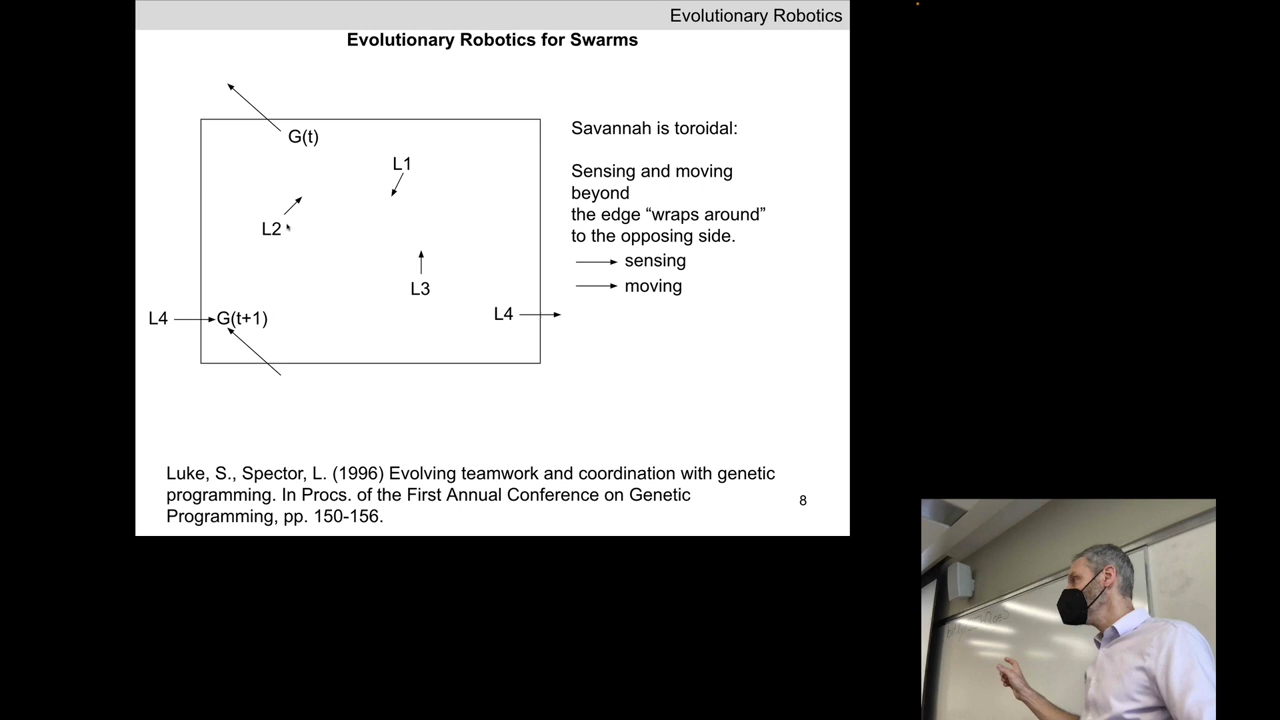 Evolutionary Robotics
Evolutionary Robotics for Swarms
G(t)
L1
L2
L3
L4
G(t+1)
L4
Savannah is toroidal:
Sensing and moving
beyond
the edge “wraps around”
to the opposing side.
sensing
moving
Luke, S., Spector, L. (1996) Evolving teamwork and coordination with genetic
programming. In Procs. of the First Annual Conference on Genetic
Programming, pp. 150-156.
8